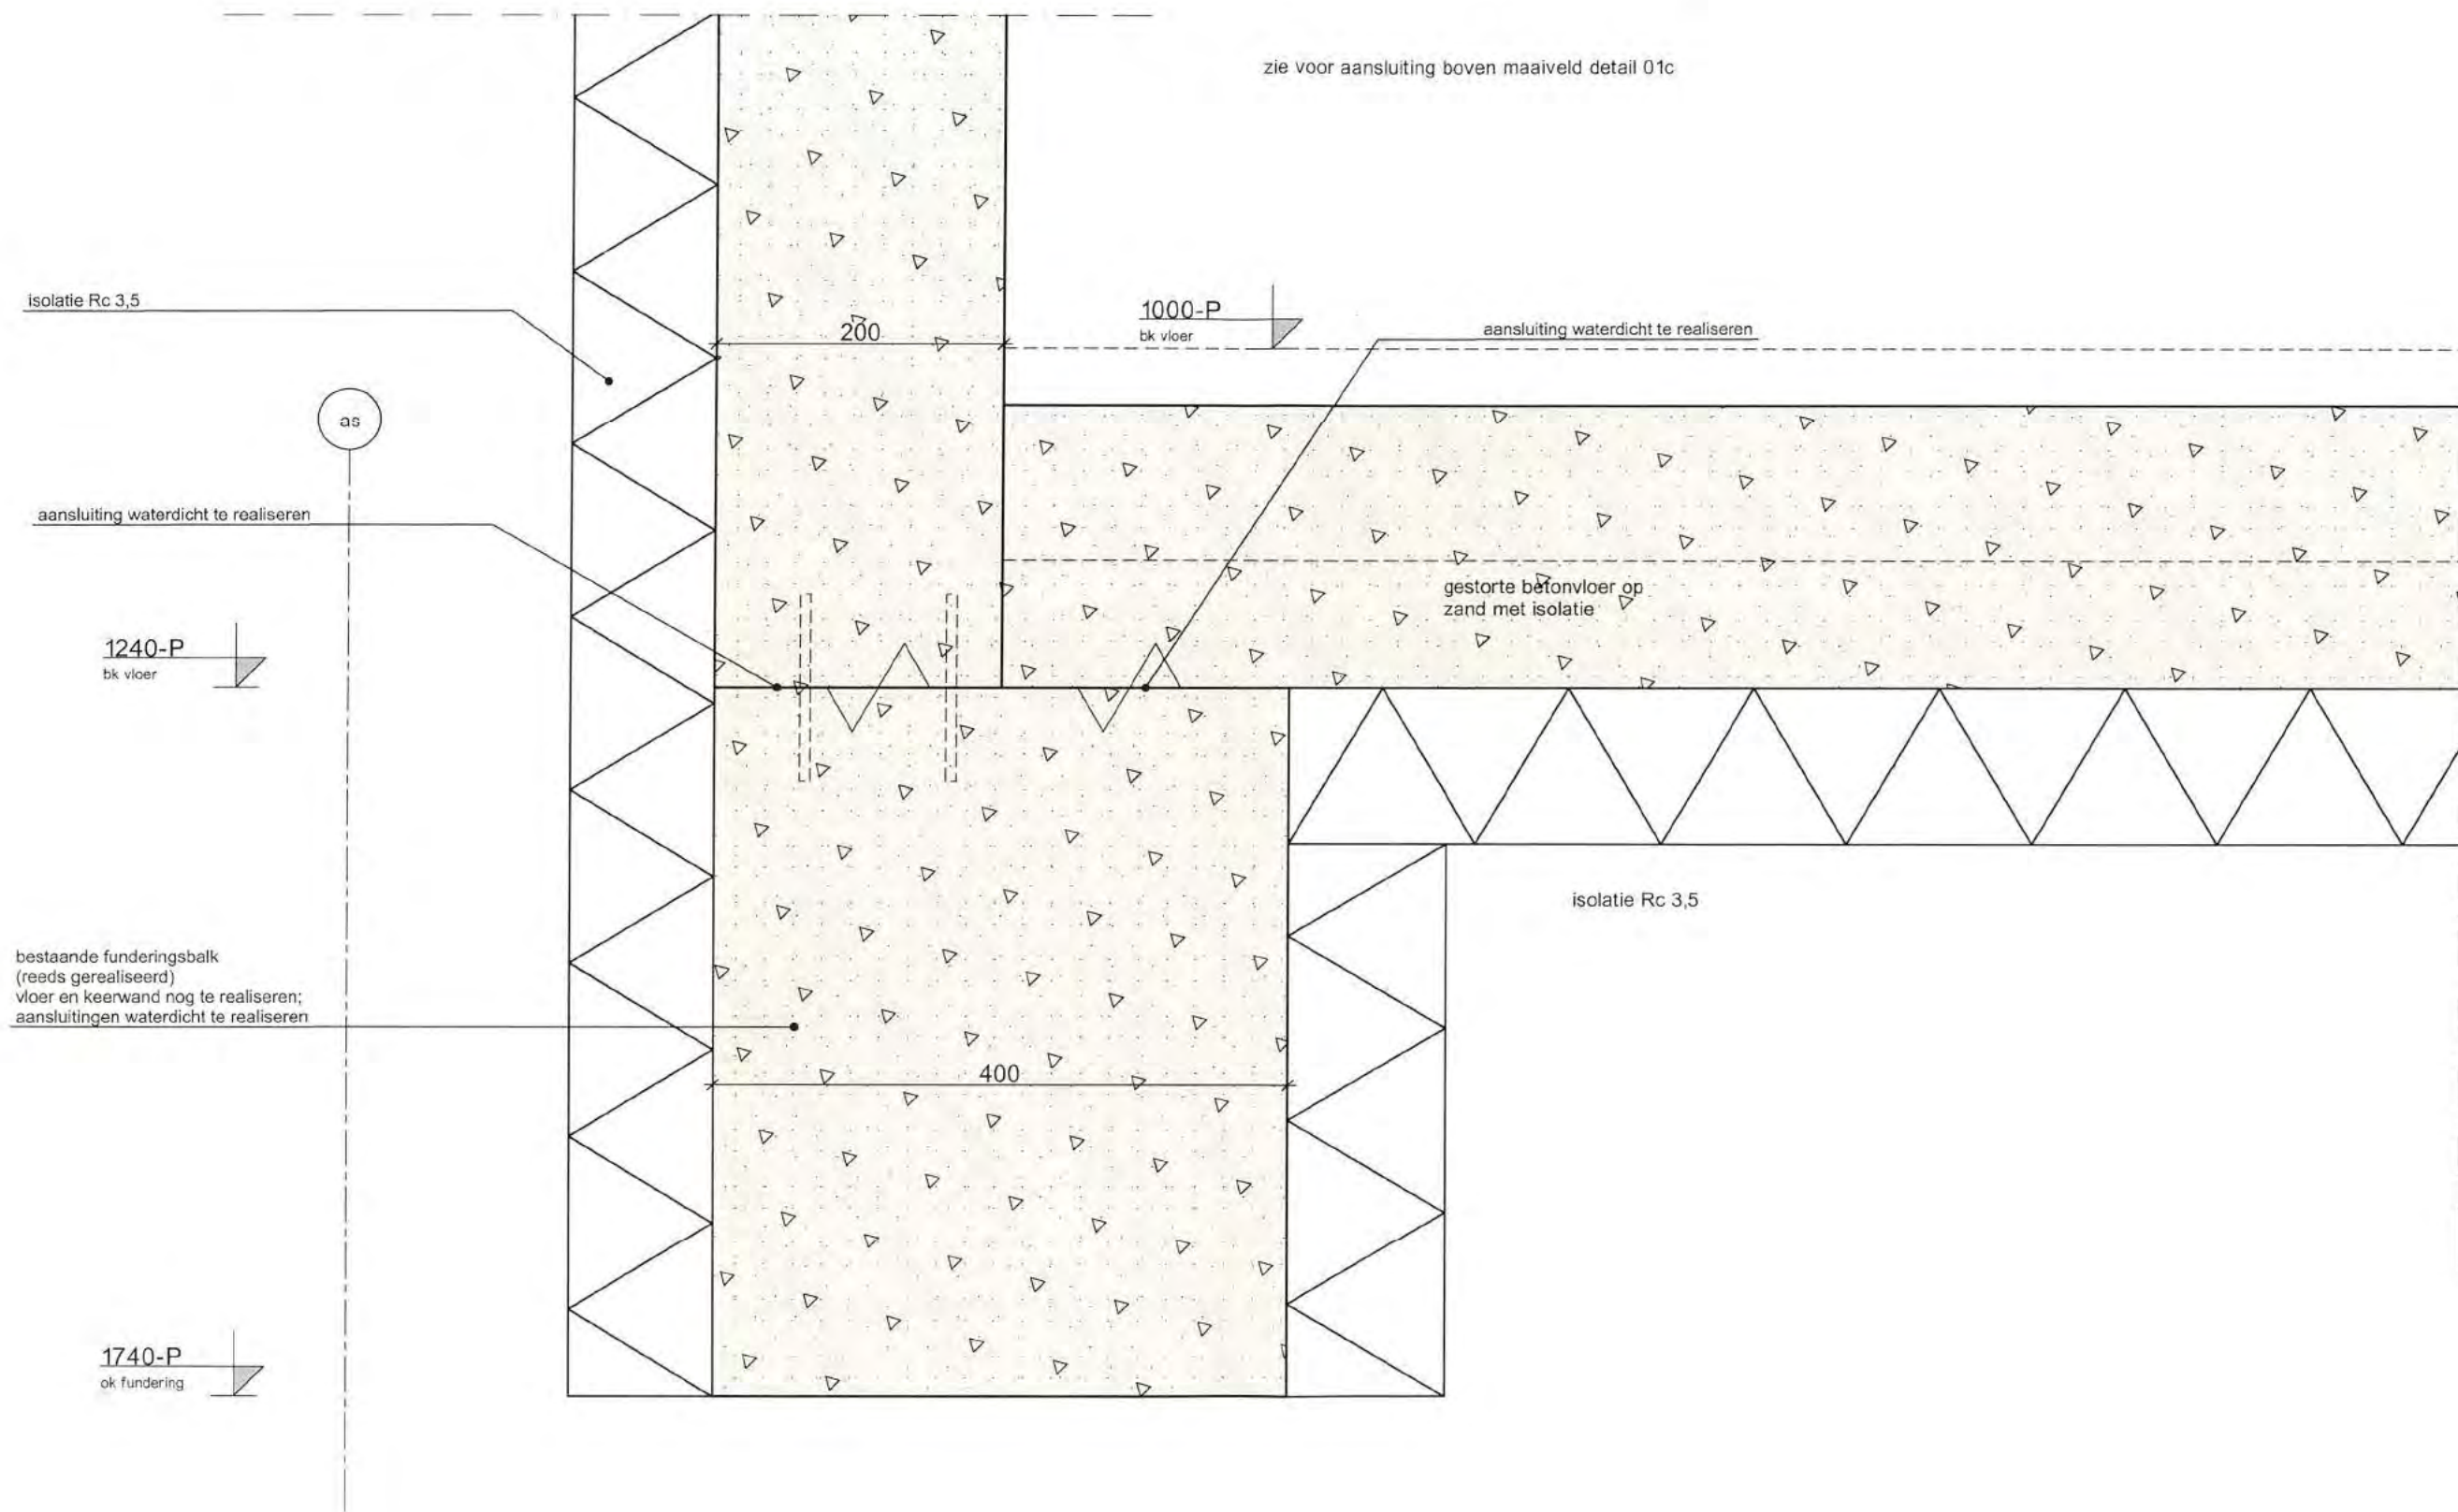 zie voor aansluiting boven maaiveld detail 01c
isolatie Rc 3,5
1000-P
bk vloer
aansluiting waterdicht te realiseren
200
as
aansluiting waterdicht te realiseren
gestorte betonvloer op
zand met isolatie
1240-P
bk vloer
isolatie Rc 3,5
bestaande funderingsbalk
(reeds gerealiseerd)
vloer en keerwand nog te realiseren;
aansluitingen waterdicht te realiseren
400
1740-P
ok fundering